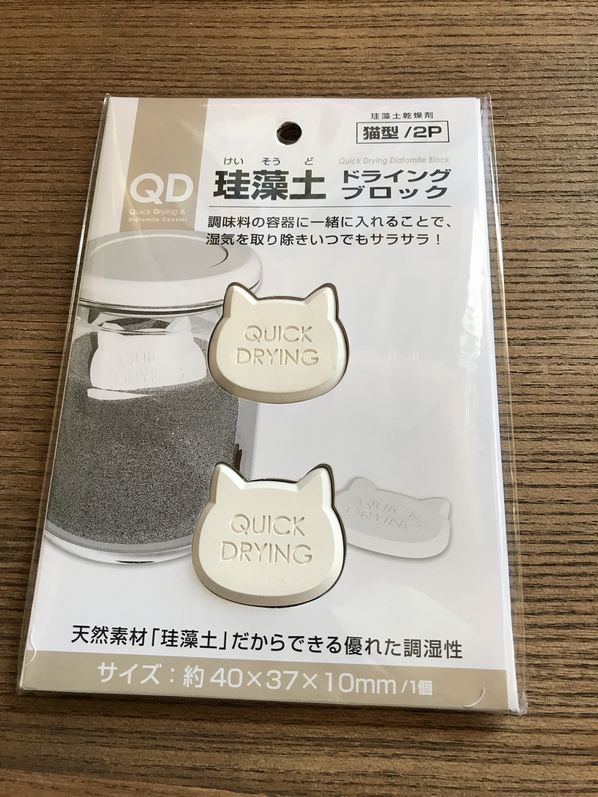 珪藻土乾燥剤
猫型/2P
Quick Drying Diatomite Block
QD
Quick Drying &
Diatomite Coaster
けい そう ど
珪藻土
ドライング
ブロック
調味料の容器に一緒に入れることで、
湿気を取り除きいつでもサラサラ！
QUICK
DRYING
QUICK
DRYING
QUICK
DRYING
QUICK
DRYING
天然素材「珪藻土」だからできる優れた調湿性
サイズ：約40×37×10mm/1個